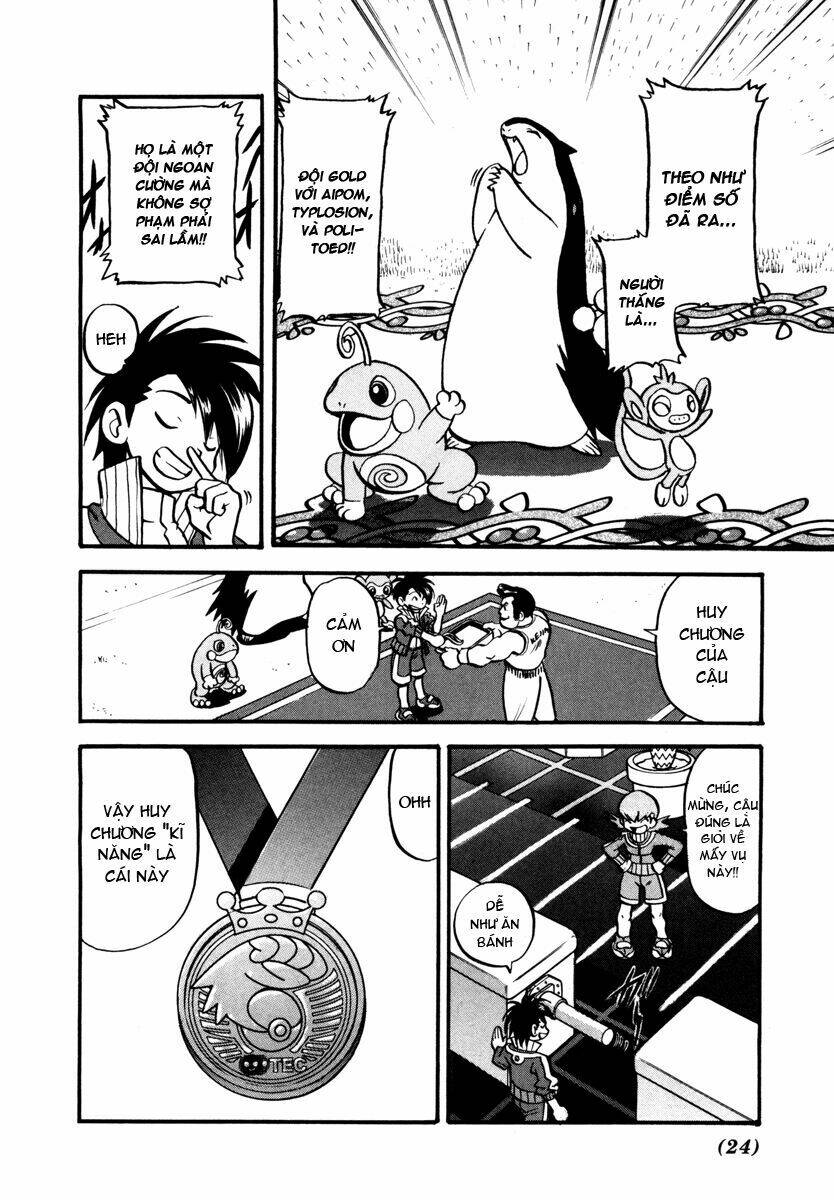 THEO NHƯ
ĐIỂM SỐ
ĐÃ RA...
NGƯỜI
THẮNG
LÀ...
ĐỘI GOLD
VỚI AIPOM,
TYPLOSION,
VÀ POLI-
TOED!!
HỌ LÀ MỘT
ĐỘI NGOAN
CƯỜNG MÀ
KHÔNG SỢ
PHẠM PHẢI
SAI LẦM!!
HEH
HUY
CHƯƠNG
CỦA
CẬU
CẢM
ƠN
CHÚC
MỪNG, CẬU
ĐÚNG LÀ
GIỎI VỀ
MẤY VỤ
NÀY!!
DỄ
NHƯ ĂN
BÁNH
OHH
VẬY HUY
CHƯƠNG "KĨ
NĂNG" LÀ
CÁI NÀY
TEC
(24)